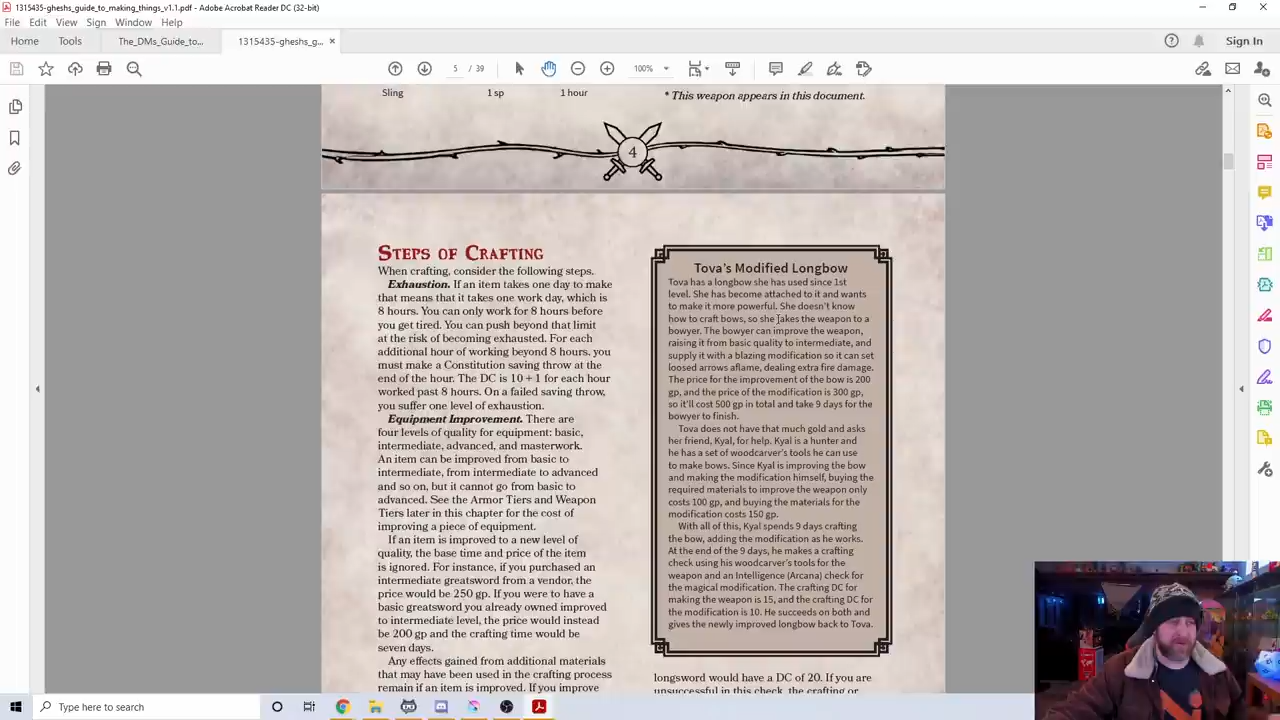 1315435-gheshs_guide_to_making_things_v1.1.pdf - Adobe Acrobat Reader DC (32-bit)
File Edit View Sign Window Help
Home Tools The_DMs_Guide_to... 1315435-gheshs_g... Sign In
5 / 39 100%
Sling 1 sp 1 hour
* This weapon appears in this document.
4
Steps of Crafting
When crafting, consider the following steps.
Exhaustion. If an item takes one day to make
that means that it takes one work day, which is
8 hours. You can only work for 8 hours before
you get tired. You can push beyond that limit
at the risk of becoming exhausted. For each
additional hour of working beyond 8 hours, you
must make a Constitution saving throw at the
end of the hour. The DC is 10 + 1 for each hour
worked past 8 hours. On a failed saving throw,
you suffer one level of exhaustion.
Equipment Improvement. There are
four levels of quality for equipment: basic,
intermediate, advanced, and masterwork.
An item can be improved from basic to
intermediate, from intermediate to advanced
and so on, but it cannot go from basic to
advanced. See the Armor Tiers and Weapon
Tiers later in this chapter for the cost of
improving a piece of equipment.
If an item is improved to a new level of
quality, the base time and price of the item
is ignored. For instance, if you purchased an
intermediate greatsword from a vendor, the
price would be 250 gp. If you were to have a
basic greatsword you already owned improved
to intermediate level, the price would instead
be 200 gp and the crafting time would be
seven days.
Any effects gained from additional materials
that may have been used in the crafting process
remain if an item is improved. If you improve
Tova's Modified Longbow
Tova has a longbow she has used since 1st
level. She has become attached to it and wants
to make it more powerful. She doesn't know
how to craft bows, so she takes the weapon to a
bowyer. The bowyer can improve the weapon,
raising it from basic quality to intermediate, and
supply it with a blazing modification so it can set
loosed arrows aflame, dealing extra fire damage.
The price for the improvement of the bow is 200
gp, and the price of the modification is 300 gp,
so it'll cost 500 gp in total and take 9 days for the
bowyer to finish.
Tova does not have that much gold and asks
her friend, Kyal, for help. Kyal is a hunter and
he has a set of woodcarver's tools he can use
to make bows. Since Kyal is improving the bow
and making the modification himself, buying the
required materials to improve the weapon only
costs 100 gp, and buying the materials for the
modification costs 150 gp.
With all of this, Kyal spends 9 days crafting
the bow, adding the modification as he works.
At the end of the 9 days, he makes a crafting
check using his woodcarver's tools for the
weapon and an Intelligence (Arcana) check for
the magical modification. The crafting DC for
making the weapon is 15, and the crafting DC for
the modification is 10. He succeeds on both and
gives the newly improved longbow back to Tova.
longsword would have a DC of 20. If you are
unsuccessful in this check, the crafting or
Type here to search